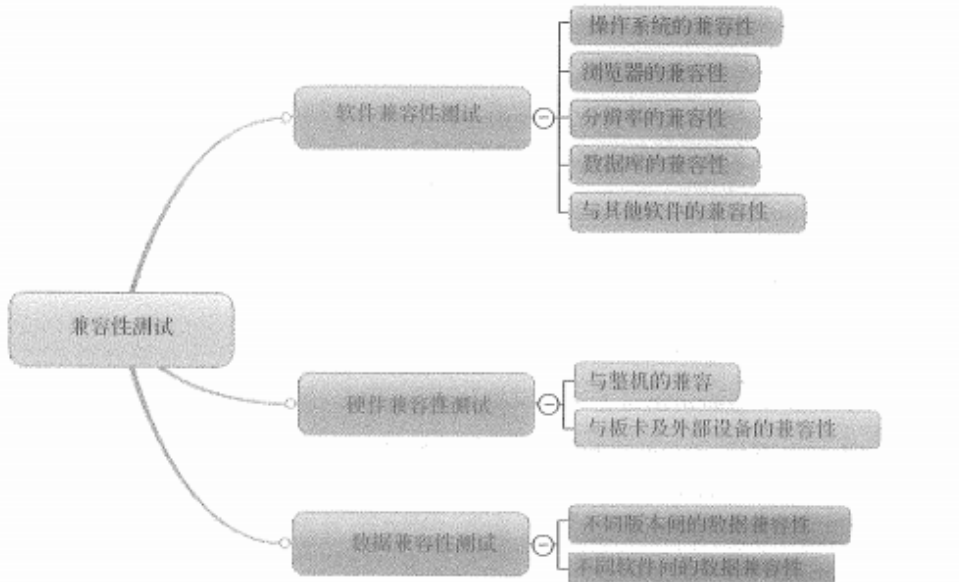 兼容性测试
软件兼容性测试
操作系统的兼容性
浏览器的兼容性
分辨率的兼容性
数据库的兼容性
与其他软件的兼容性
硬件兼容性测试
与整机的兼容
与板卡及外部设备的兼容性
数据兼容性测试
不同版本间的数据兼容性
不同软件间的数据兼容性